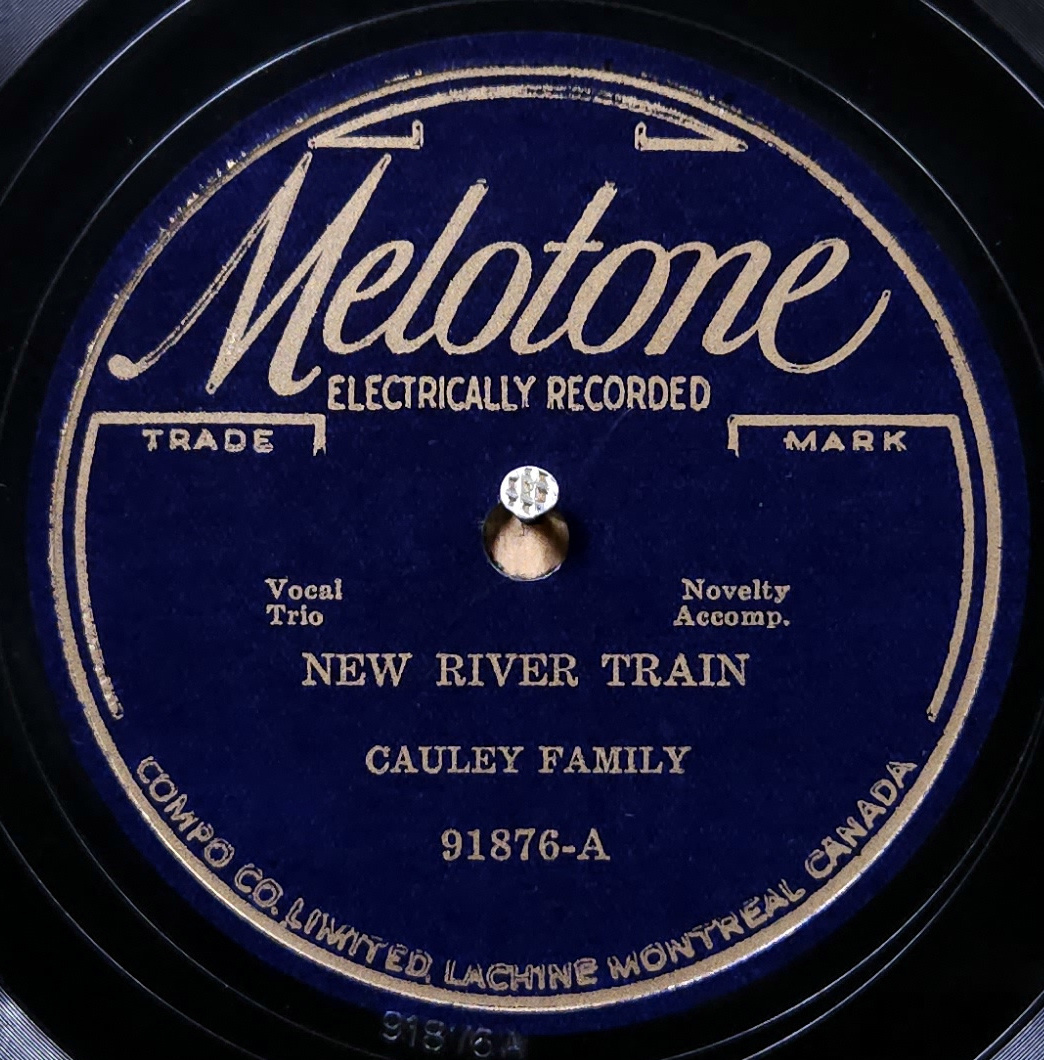 Melotone
ELECTRICALLY RECORDED
TRADE MARK
Vocal Trio
Novelty Accomp.
NEW RIVER TRAIN
CAULEY FAMILY
91876-A
COMPO CO. LIMITED, LACHINE MONTREAL CANADA
91876A